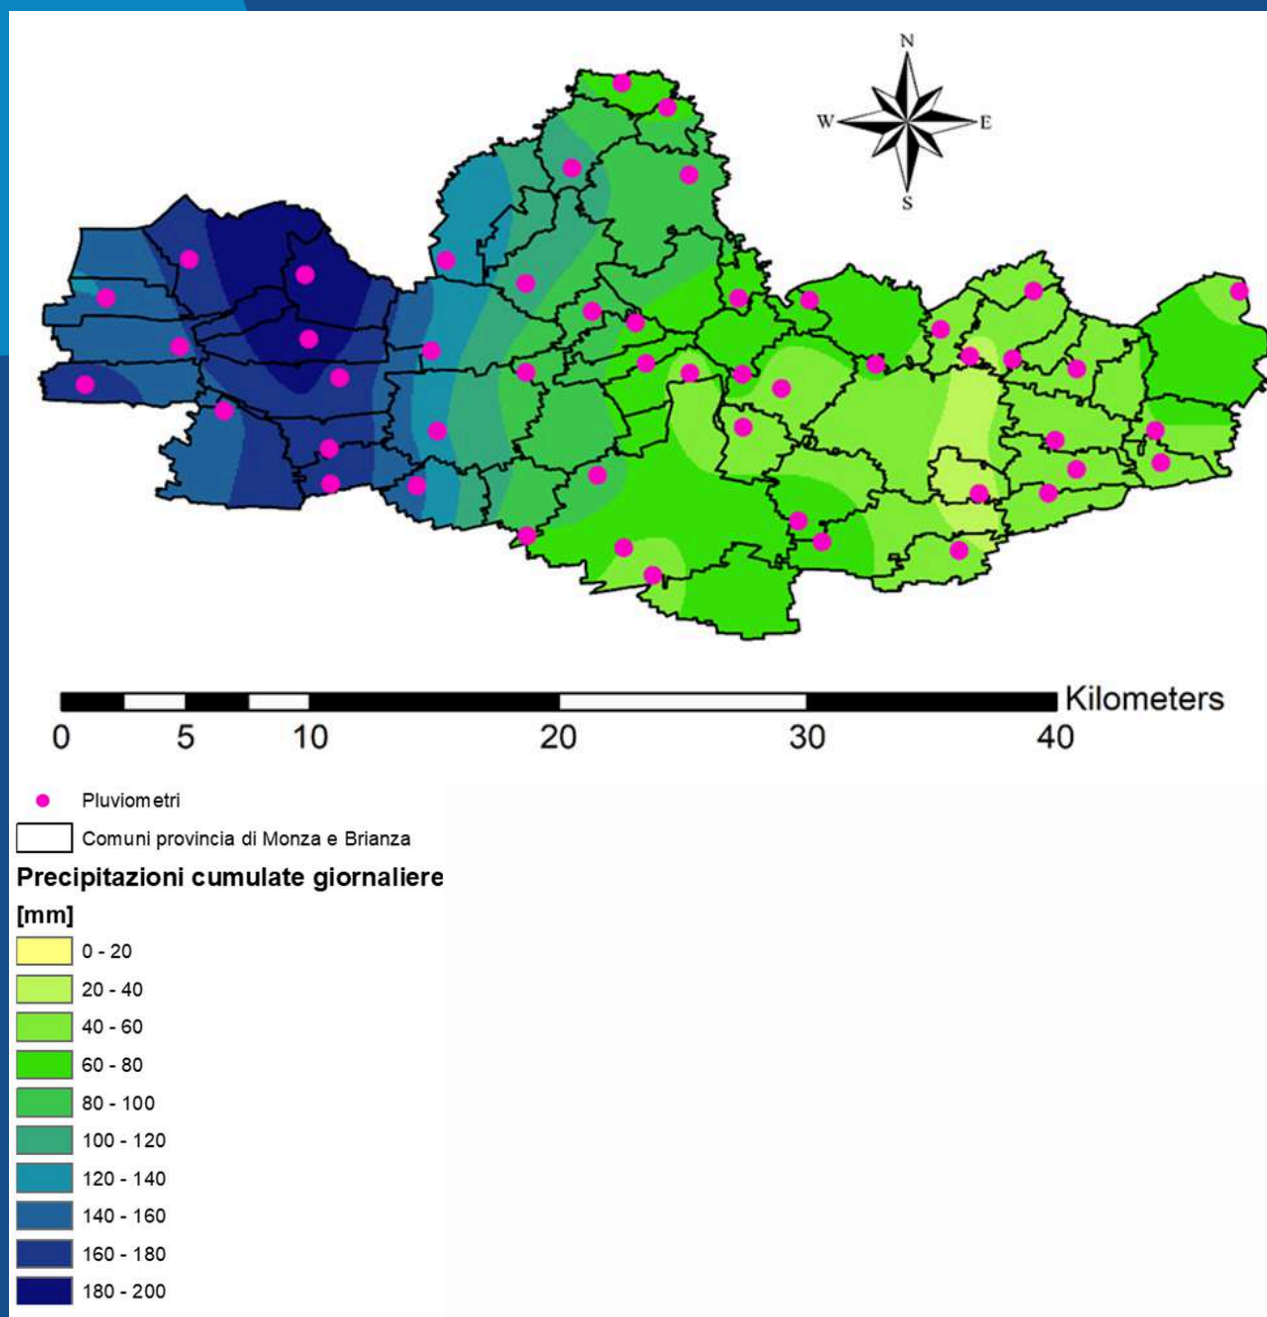 N
W E
S
Kilometers
0 5 10 20 30 40
Pluviometri
Comuni provincia di Monza e Brianza
Precipitazioni cumulate giornaliere
[mm]
0 - 20
20 - 40
40 - 60
60 - 80
80 - 100
100 - 120
120 - 140
140 - 160
160 - 180
180 - 200